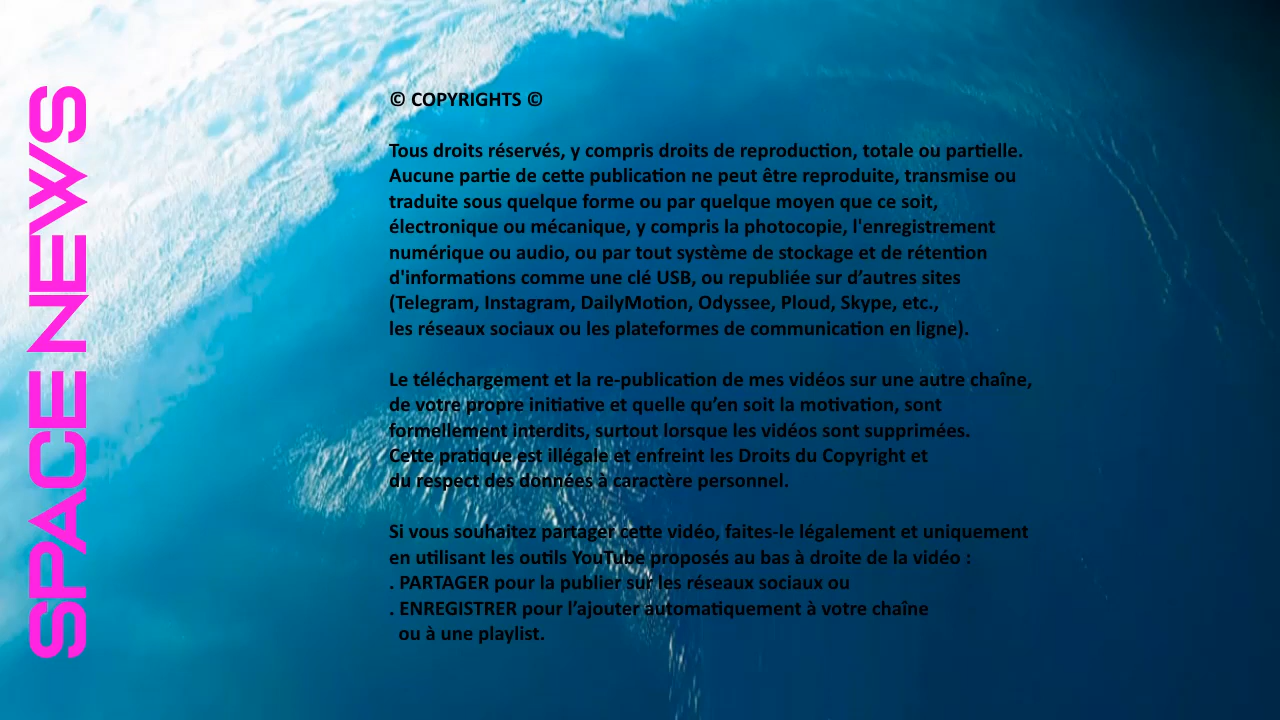 SPACE NEWS
© COPYRIGHTS ©
Tous droits réservés, y compris droits de reproduction, totale ou partielle.
Aucune partie de cette publication ne peut être reproduite, transmise ou
traduite sous quelque forme ou par quelque moyen que ce soit,
électronique ou mécanique, y compris la photocopie, l'enregistrement
numérique ou audio, ou par tout système de stockage et de rétention
d'informations comme une clé USB, ou republiée sur d’autres sites
(Telegram, Instagram, DailyMotion, Odyssee, Ploud, Skype, etc.,
les réseaux sociaux ou les plateformes de communication en ligne).
Le téléchargement et la re-publication de mes vidéos sur une autre chaîne,
de votre propre initiative et quelle qu’en soit la motivation, sont
formellement interdits, surtout lorsque les vidéos sont supprimées.
Cette pratique est illégale et enfreint les Droits du Copyright et
du respect des données à caractère personnel.
Si vous souhaitez partager cette vidéo, faites-le légalement et uniquement
en utilisant les outils YouTube proposés au bas à droite de la vidéo :
. PARTAGER pour la publier sur les réseaux sociaux ou
. ENREGISTRER pour l’ajouter automatiquement à votre chaîne
ou à une playlist.